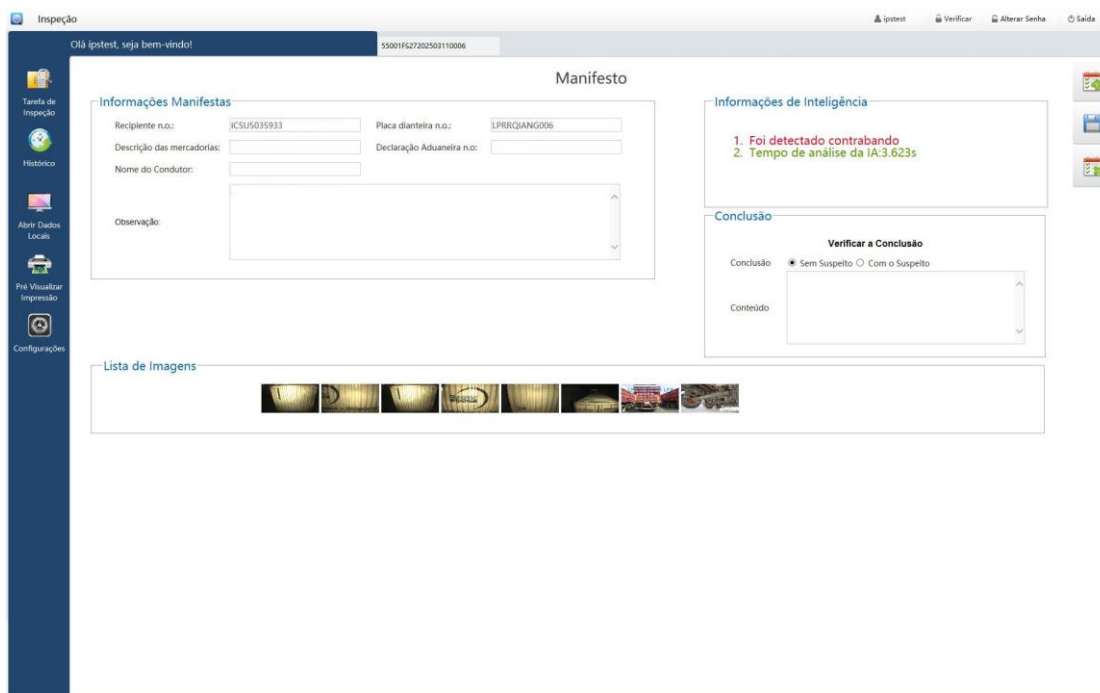 Inspeção
ipstest
Verificar
Alterar Senha
Saída
Olá ipstest, seja bem-vindo!
55001FS27202503110006
Tarefa de
Inspeção
Histórico
Abrir Dados
Locais
Pré Visualizar
Impressão
Configurações
Manifesto
Informações Manifestas
Recipiente n.o.: ICSU5035933 Placa dianteira n.o.: LPRRQIANG006
Descrição das mercadorias: Declaração Aduaneira n.o:
Nome do Condutor:
Observação:
Informações de Inteligência
1. Foi detectado contrabando
2. Tempo de análise da IA:3.623s
Conclusão
Verificar a Conclusão
Conclusão Sem Suspeito Com o Suspeito
Conteúdo
Lista de Imagens